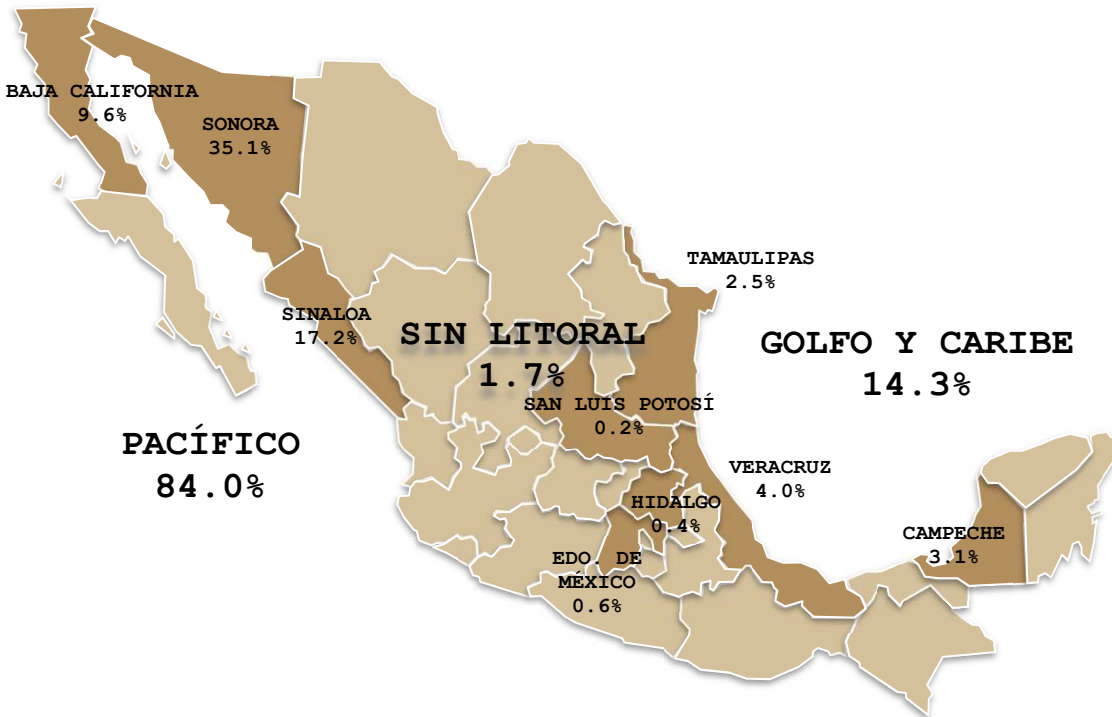 BAJA CALIFORNIA
9.6%
SONORA
35.1%
TAMAULIPAS
2.5%
SINALOA
17.2%
SIN LITORAL
1.7%
GOLFO Y CARIBE
14.3%
SAN LUIS POTOSÍ
0.2%
PACÍFICO
84.0%
VERACRUZ
4.0%
HIDALGO
0.4%
CAMPECHE
3.1%
EDO. DE
MÉXICO
0.6%